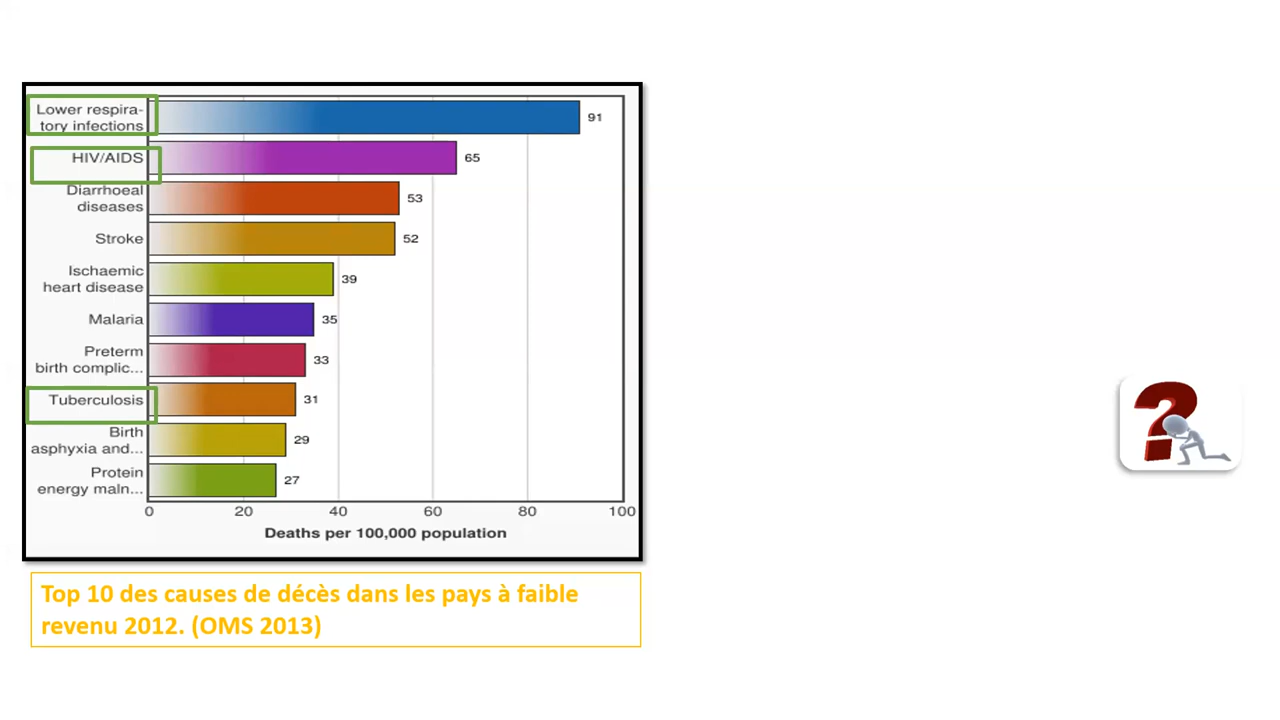 Lower respira-
tory infections
91
HIV/AIDS
65
Diarrhoeal
diseases
53
Stroke
52
Ischaemic
heart disease
39
Malaria
35
Preterm
birth complic...
33
Tuberculosis
31
Birth
asphyxia and...
29
Protein
energy maln...
27
0 20 40 60 80 100
Deaths per 100,000 population
Top 10 des causes de décès dans les pays à faible
revenu 2012. (OMS 2013)
?